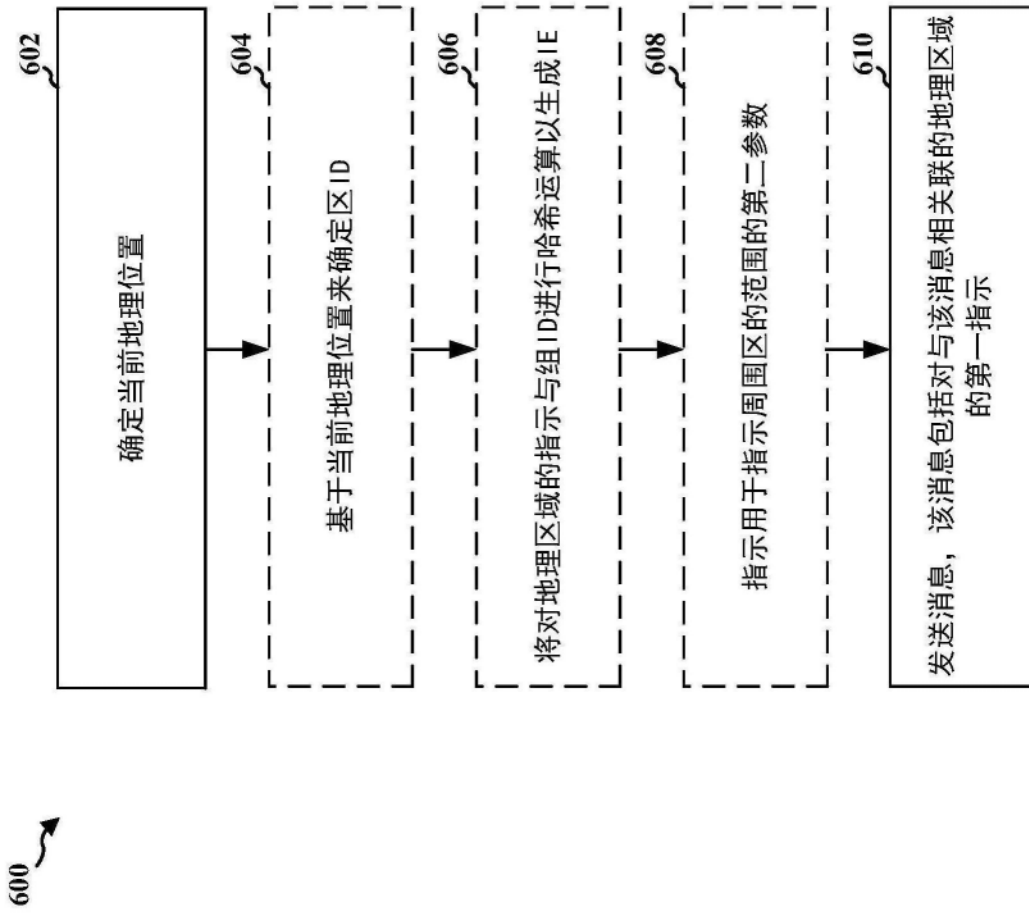 600
602
确定当前地理位置
604
基于当前地理位置来确定区ID
606
将对地理区域的指示与组ID进行哈希运算以生成IE
608
指示用于指示周围区的范围的第二参数
610
发送消息，该消息包括对与该消息相关联的地理区域
的第一指示